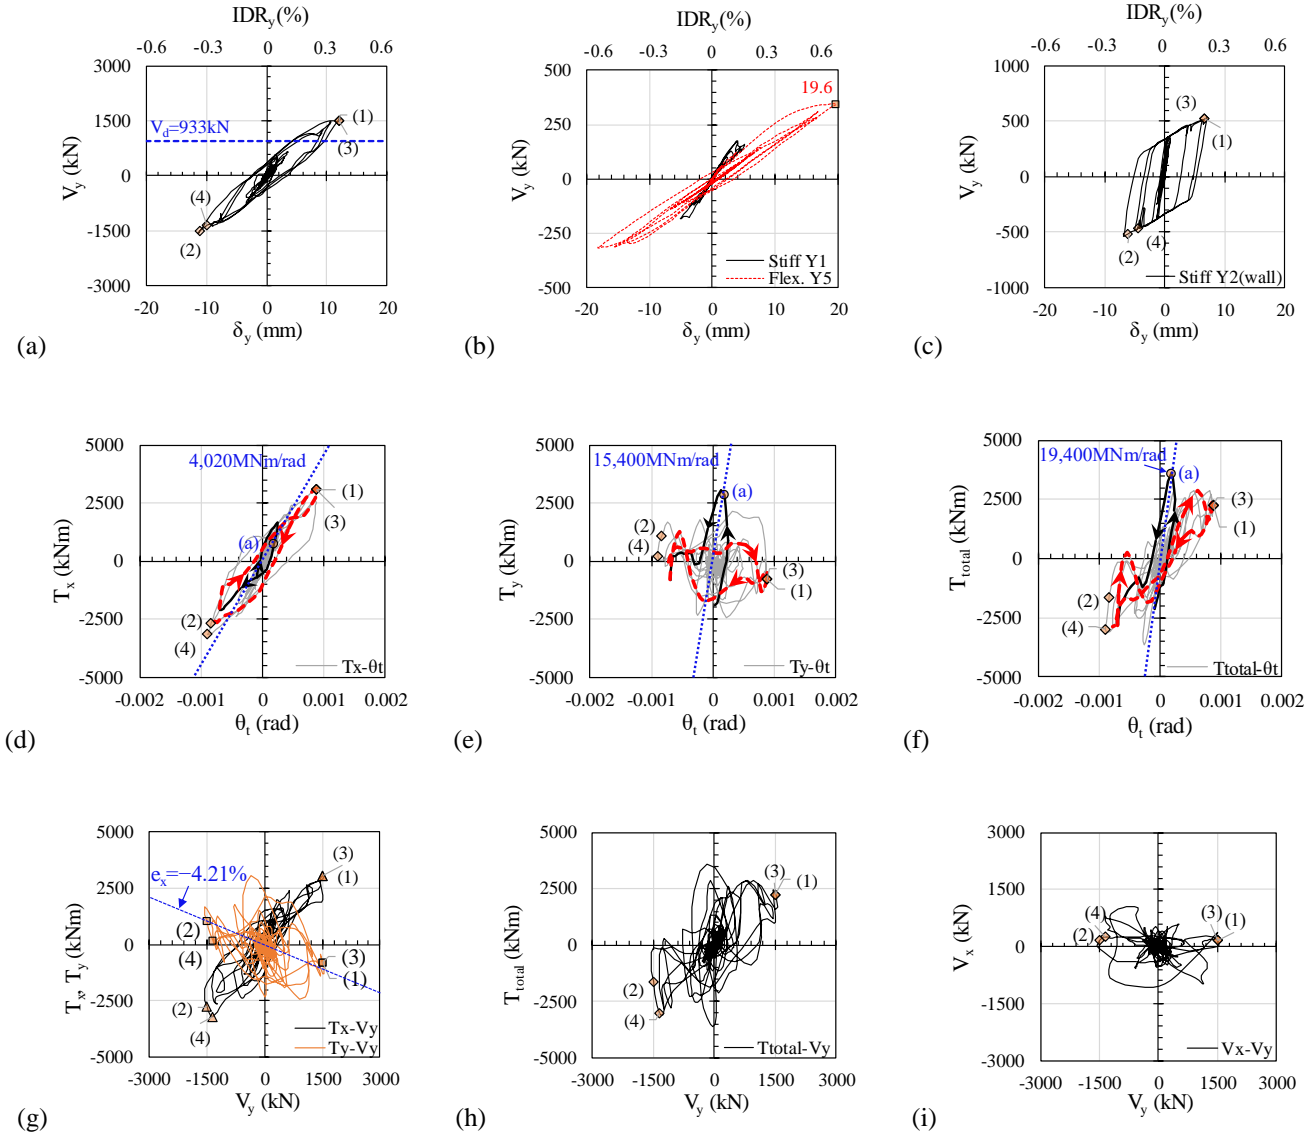 IDRy(%)
-0.6 -0.3 0 0.3 0.6
3000
1500
0
-1500
-3000
Vy (kN)
Vd=933kN
(1)
(3)
(4)
(2)
-20 -10 0 10 20
δy (mm)
(a)
IDRy(%)
-0.6 -0.3 0 0.3 0.6
500
250
0
-250
-500
Vy (kN)
19.6
Stiff Y1
Flex. Y5
-20 -10 0 10 20
δy (mm)
(b)
IDRy(%)
-0.6 -0.3 0 0.3 0.6
1000
500
0
-500
-1000
Vy (kN)
(3)
(1)
(2)
(4)
Stiff Y2(wall)
-20 -10 0 10 20
δy (mm)
(c)
5000
2500
0
-2500
-5000
Tx (kNm)
4,020MNm/rad
(1)
(3)
(a)
(2)
(4)
Tx-θt
-0.002 -0.001 0 0.001 0.002
θt (rad)
(d)
5000
2500
0
-2500
-5000
Ty (kNm)
15,400MNm/rad
(a)
(2)
(4)
(3)
(1)
Ty-θt
-0.002 -0.001 0 0.001 0.002
θt (rad)
(e)
5000
2500
0
-2500
-5000
Ttotal (kNm)
19,400MNm/rad
(a)
(3)
(1)
(2)
(4)
Ttotal-θt
-0.002 -0.001 0 0.001 0.002
θt (rad)
(f)
5000
2500
0
-2500
-5000
Tx, Ty (kNm)
ex=−4.21%
(3)
(1)
(2)
(4)
(3)
(1)
(2)
(4)
Tx-Vy
Ty-Vy
-3000 -1500 0 1500 3000
Vy (kN)
(g)
5000
2500
0
-2500
-5000
Ttotal (kNm)
(3)
(1)
(2)
(4)
Ttotal-Vy
-3000 -1500 0 1500 3000
Vy (kN)
(h)
3000
1500
0
-1500
-3000
Vx (kN)
(4)
(2)
(3)
(1)
Vx-Vy
-3000 -1500 0 1500 3000
Vy (kN)
(i)